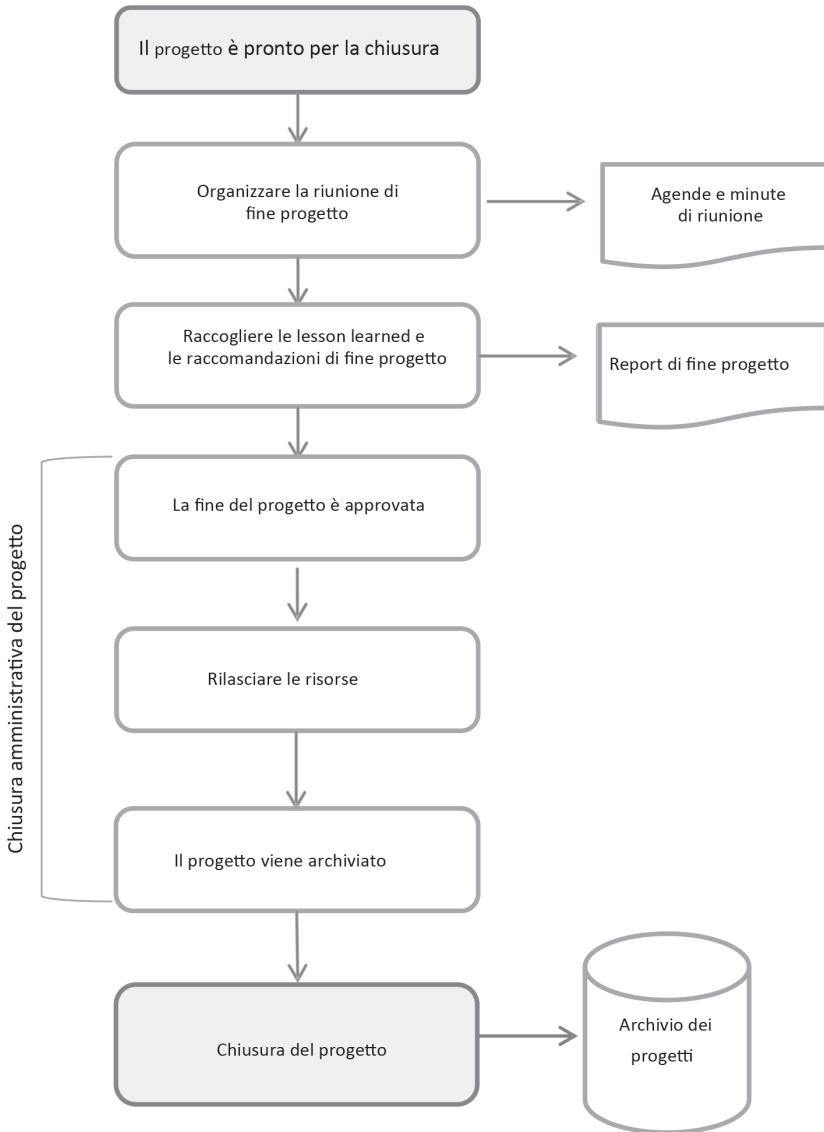 Il progetto è pronto per la chiusura
Organizzare la riunione di
fine progetto
Agende e minute
di riunione
Raccogliere le lesson learned e
le raccomandazioni di fine progetto
Report di fine progetto
Chiusura amministrativa del progetto
La fine del progetto è approvata
Rilasciare le risorse
Il progetto viene archiviato
Chiusura del progetto
Archivio dei
progetti